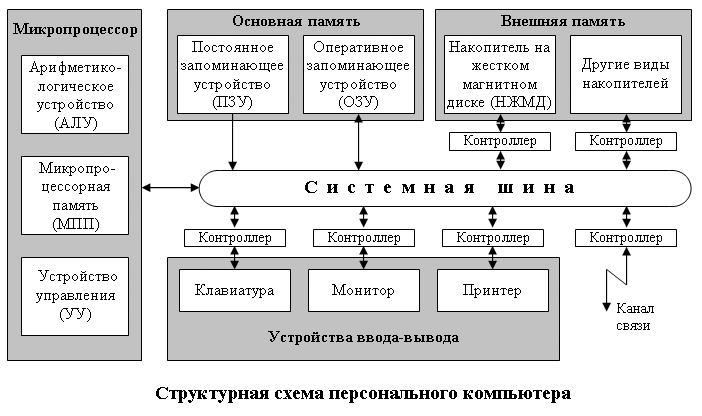 Микропроцессор
Арифметико-
логическое
устройство
(АЛУ)
Микропро-
цессорная
память
(МПП)
Устройство
управления
(УУ)
Основная память
Постоянное
запоминающее
устройство
(ПЗУ)
Оперативное
запоминающее
устройство
(ОЗУ)
Внешняя память
Накопитель на
жестком
магнитном
диске (НЖМД)
Другие виды
накопителей
Контроллер
Контроллер
Системная шина
Контроллер
Контроллер
Контроллер
Контроллер
Клавиатура
Монитор
Принтер
Устройства ввода-вывода
Канал
связи
Структурная схема персонального компьютера